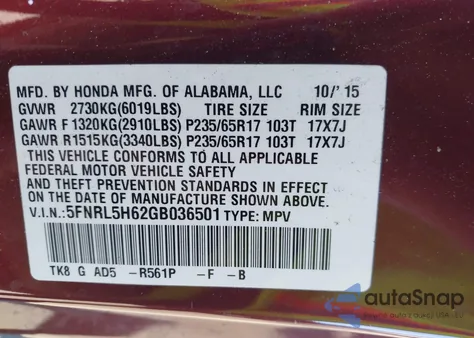 MFD. BY HONDA MFG. OF ALABAMA, LLC 10/'15
GVWR 2730KG(6019LBS) TIRE SIZE RIM SIZE
GAWR F 1320KG(2910LBS) P235/65R17 103T 17X7J
GAWR R 1515KG(3340LBS) P235/65R17 103T 17X7J
THIS VEHICLE CONFORMS TO ALL APPLICABLE
FEDERAL MOTOR VEHICLE SAFETY
AND THEFT PREVENTION STANDARDS IN EFFECT
ON THE DATE OF MANUFACTURE SHOWN ABOVE
V.I.N.:5FNRL5H62GB036501 TYPE: MPV
TK8 G AD5 -R561P -F -B
autoSnap